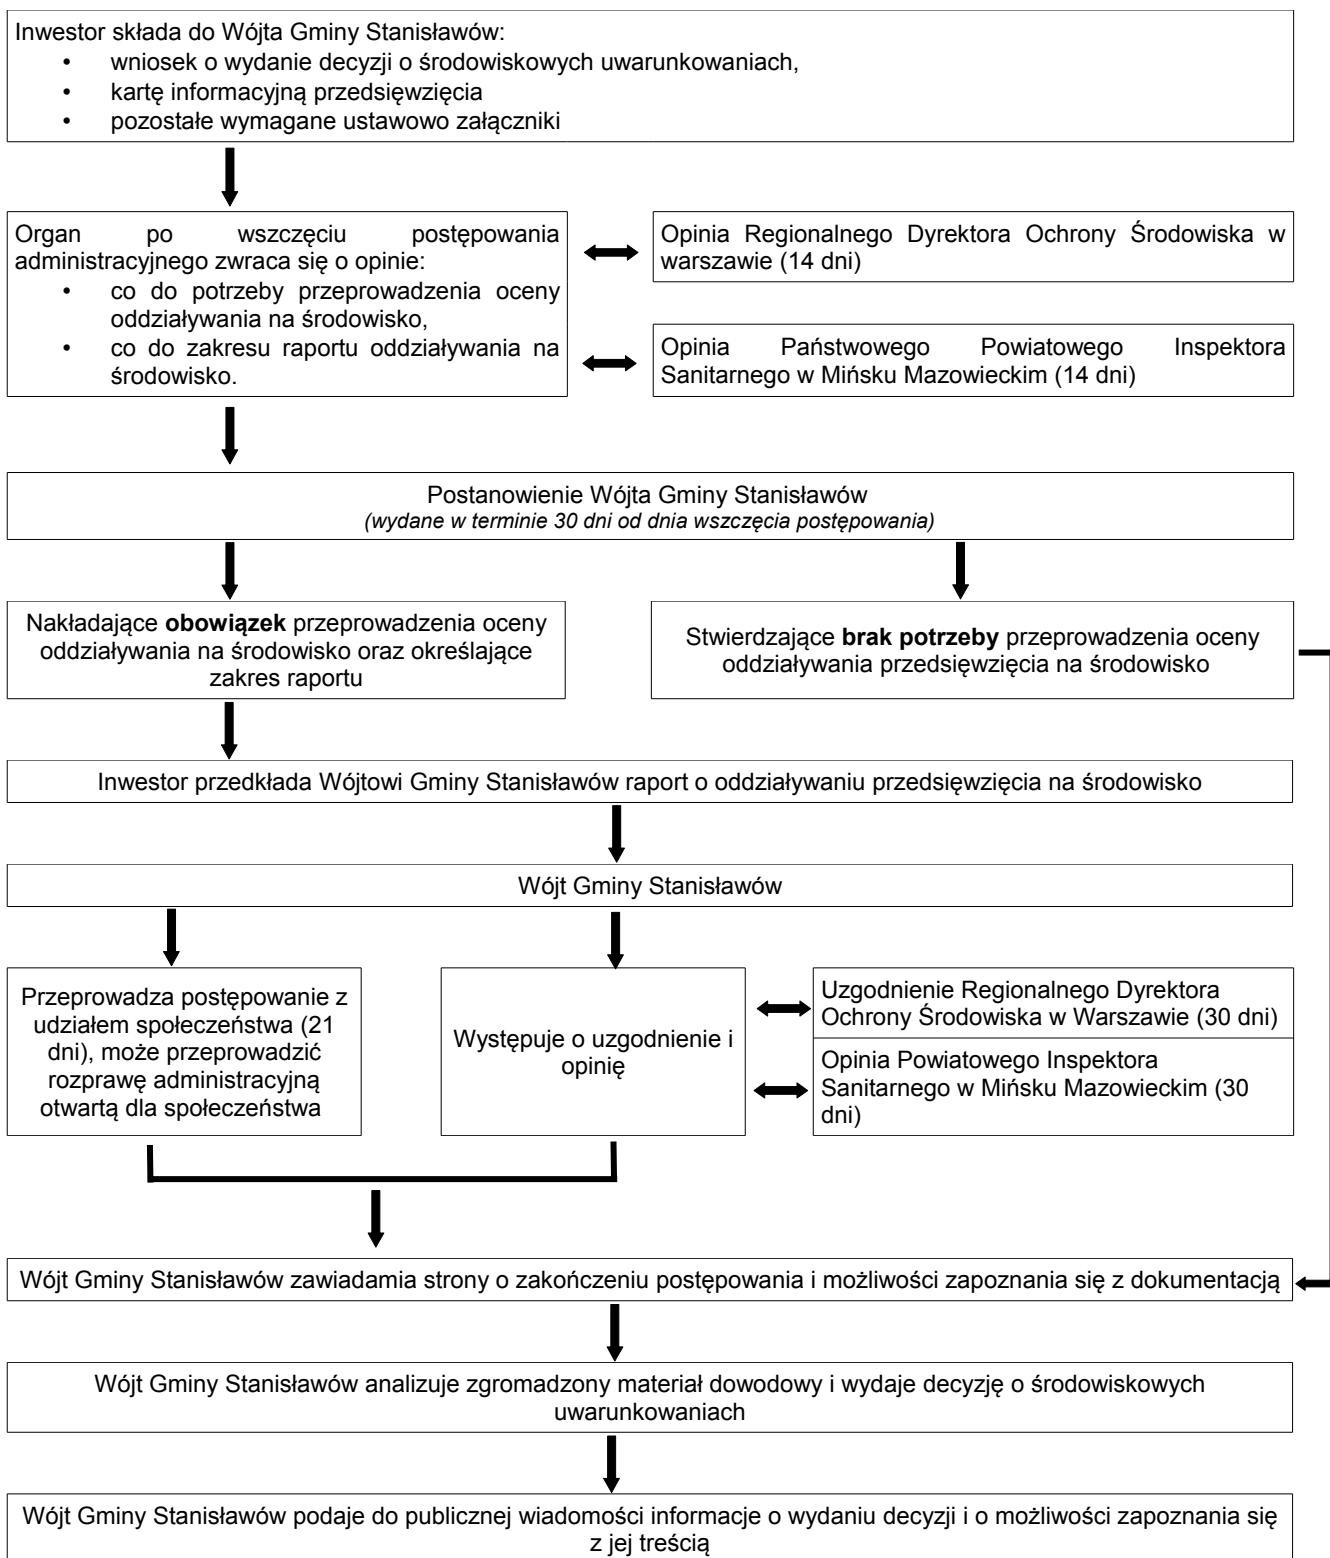 Inwestor składa do Wójta Gminy Stanisławów:
• wniosek o wydanie decyzji o środowiskowych uwarunkowaniach,
• kartę informacyjną przedsięwzięcia
• pozostałe wymagane ustawowo załączniki
Organ po wszczęciu postępowania
administracyjnego zwraca się o opinie:
• co do potrzeby przeprowadzenia oceny
oddziaływania na środowisko,
• co do zakresu raportu oddziaływania na
środowisko.
Opinia Regionalnego Dyrektora Ochrony Środowiska w
warszawie (14 dni)
Opinia Państwowego Powiatowego Inspektora
Sanitarnego w Mińsku Mazowieckim (14 dni)
Postanowienie Wójta Gminy Stanisławów
(wydane w terminie 30 dni od dnia wszczęcia postępowania)
Nakładające obowiązek przeprowadzenia oceny
oddziaływania na środowisko oraz określające
zakres raportu
Stwierdzające brak potrzeby przeprowadzenia oceny
oddziaływania przedsięwzięcia na środowisko
Inwestor przedkłada Wójtowi Gminy Stanisławów raport o oddziaływaniu przedsięwzięcia na środowisko
Wójt Gminy Stanisławów
Przeprowadza postępowanie z
udziałem społeczeństwa (21
dni), może przeprowadzić
rozprawę administracyjną
otwartą dla społeczeństwa
Występuje o uzgodnienie i
opinię
Uzgodnienie Regionalnego Dyrektora
Ochrony Środowiska w Warszawie (30 dni)
Opinia Powiatowego Inspektora
Sanitarnego w Mińsku Mazowieckim (30
dni)
Wójt Gminy Stanisławów zawiadamia strony o zakończeniu postępowania i możliwości zapoznania się z dokumentacją
Wójt Gminy Stanisławów analizuje zgromadzony materiał dowodowy i wydaje decyzję o środowiskowych
uwarunkowaniach
Wójt Gminy Stanisławów podaje do publicznej wiadomości informacje o wydaniu decyzji i o możliwości zapoznania się
z jej treścią